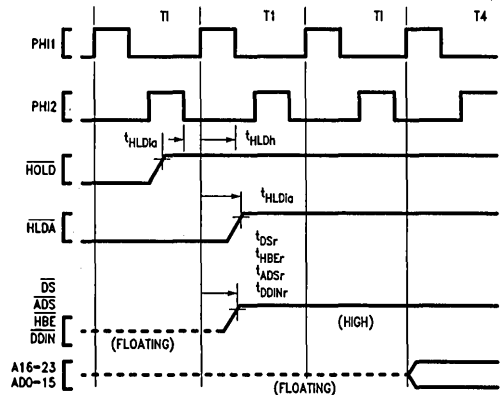 TI T1 TI T4
PHI1
PHI2
tHLDia tHLDh
HOLD
tHLDia
HLDA
tDSr
tHBEr
tADSr
tDDINr
DS
ADS
HBE
DDIN
(FLOATING)
(HIGH)
A16-23
AD0-15
(FLOATING)